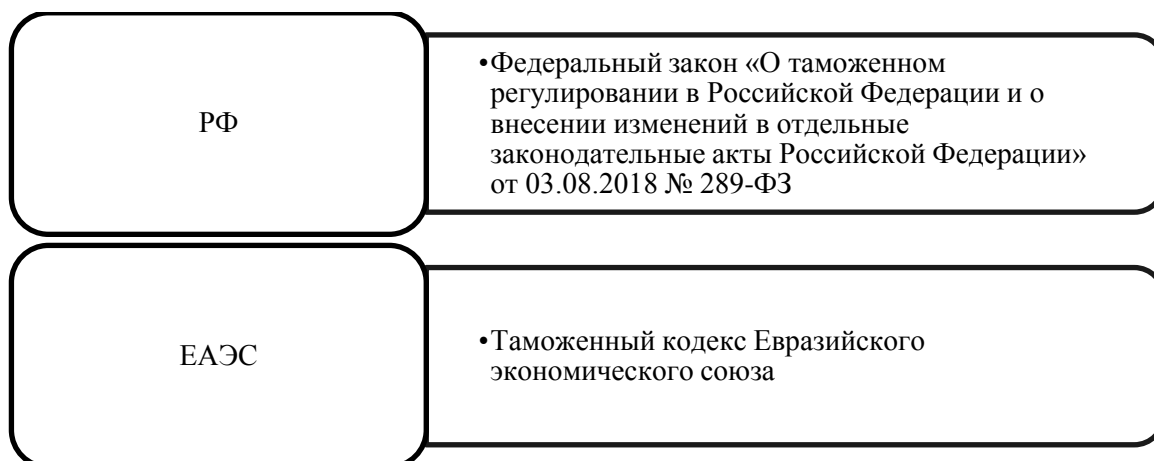 РФ
•Федеральный закон «О таможенном
регулировании в Российской Федерации и о
внесении изменений в отдельные
законодательные акты Российской Федерации»
от 03.08.2018 № 289-ФЗ
ЕАЭС
•Таможенный кодекс Евразийского
экономического союза